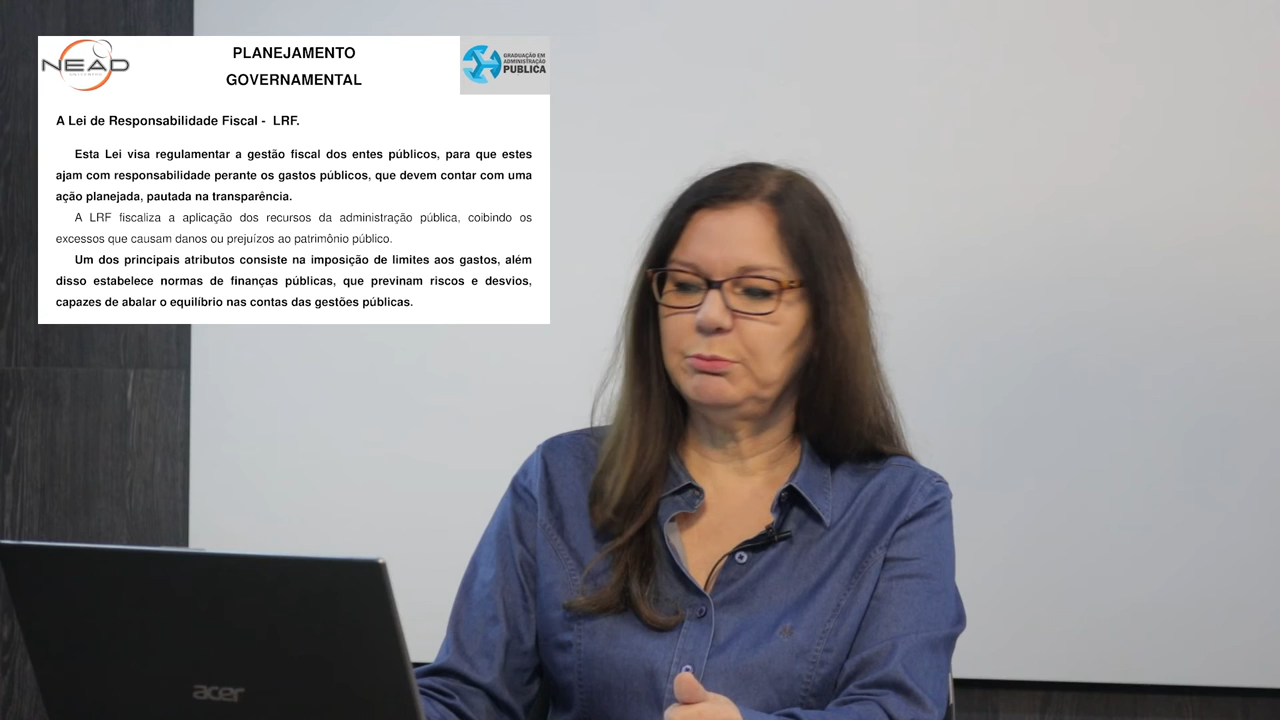 NEAD
PLANEJAMENTO
GOVERNAMENTAL
GRADUAÇÃO EM
ADMINISTRAÇÃO
PÚBLICA
A Lei de Responsabilidade Fiscal - LRF.
Esta Lei visa regulamentar a gestão fiscal dos entes públicos, para que estes
ajam com responsabilidade perante os gastos públicos, que devem contar com uma
ação planejada, pautada na transparência.
A LRF fiscaliza a aplicação dos recursos da administração pública, coibindo os
excessos que causam danos ou prejuízos ao patrimônio público.
Um dos principais atributos consiste na imposição de limites aos gastos, além
disso estabelece normas de finanças públicas, que previnam riscos e desvios,
capazes de abalar o equilíbrio nas contas das gestões públicas.
acer